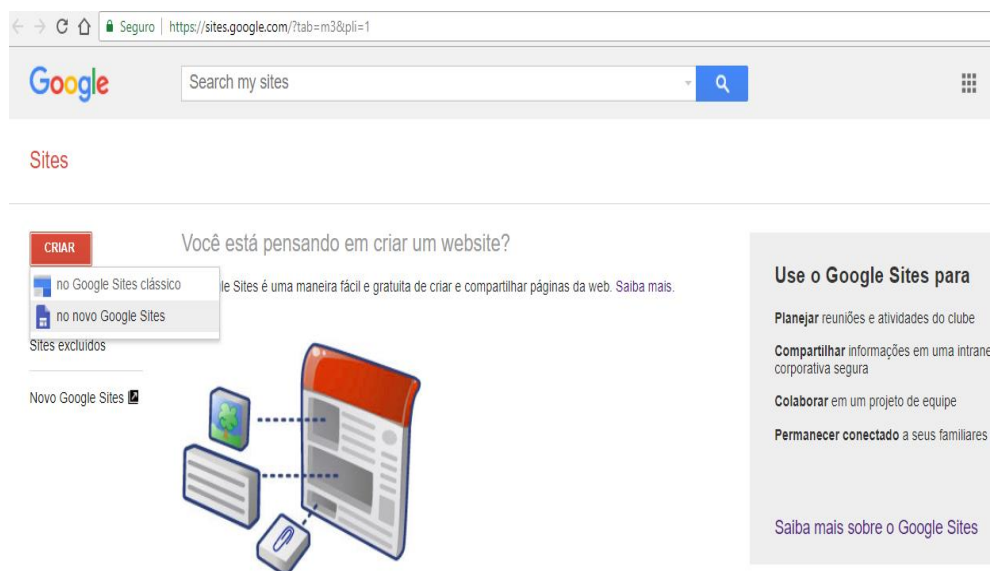 Seguro | https://sites.google.com/?tab=m3&pli=1
Google
Search my sites
Sites
CRIAR
no Google Sites clássico
no novo Google Sites
Sites excluídos
Novo Google Sites
Você está pensando em criar um website?
le Sites é uma maneira fácil e gratuita de criar e compartilhar páginas da web. Saiba mais.
Use o Google Sites para
Planejar reuniões e atividades do clube
Compartilhar informações em uma intrane
corporativa segura
Colaborar em um projeto de equipe
Permanecer conectado a seus familiares
Saiba mais sobre o Google Sites